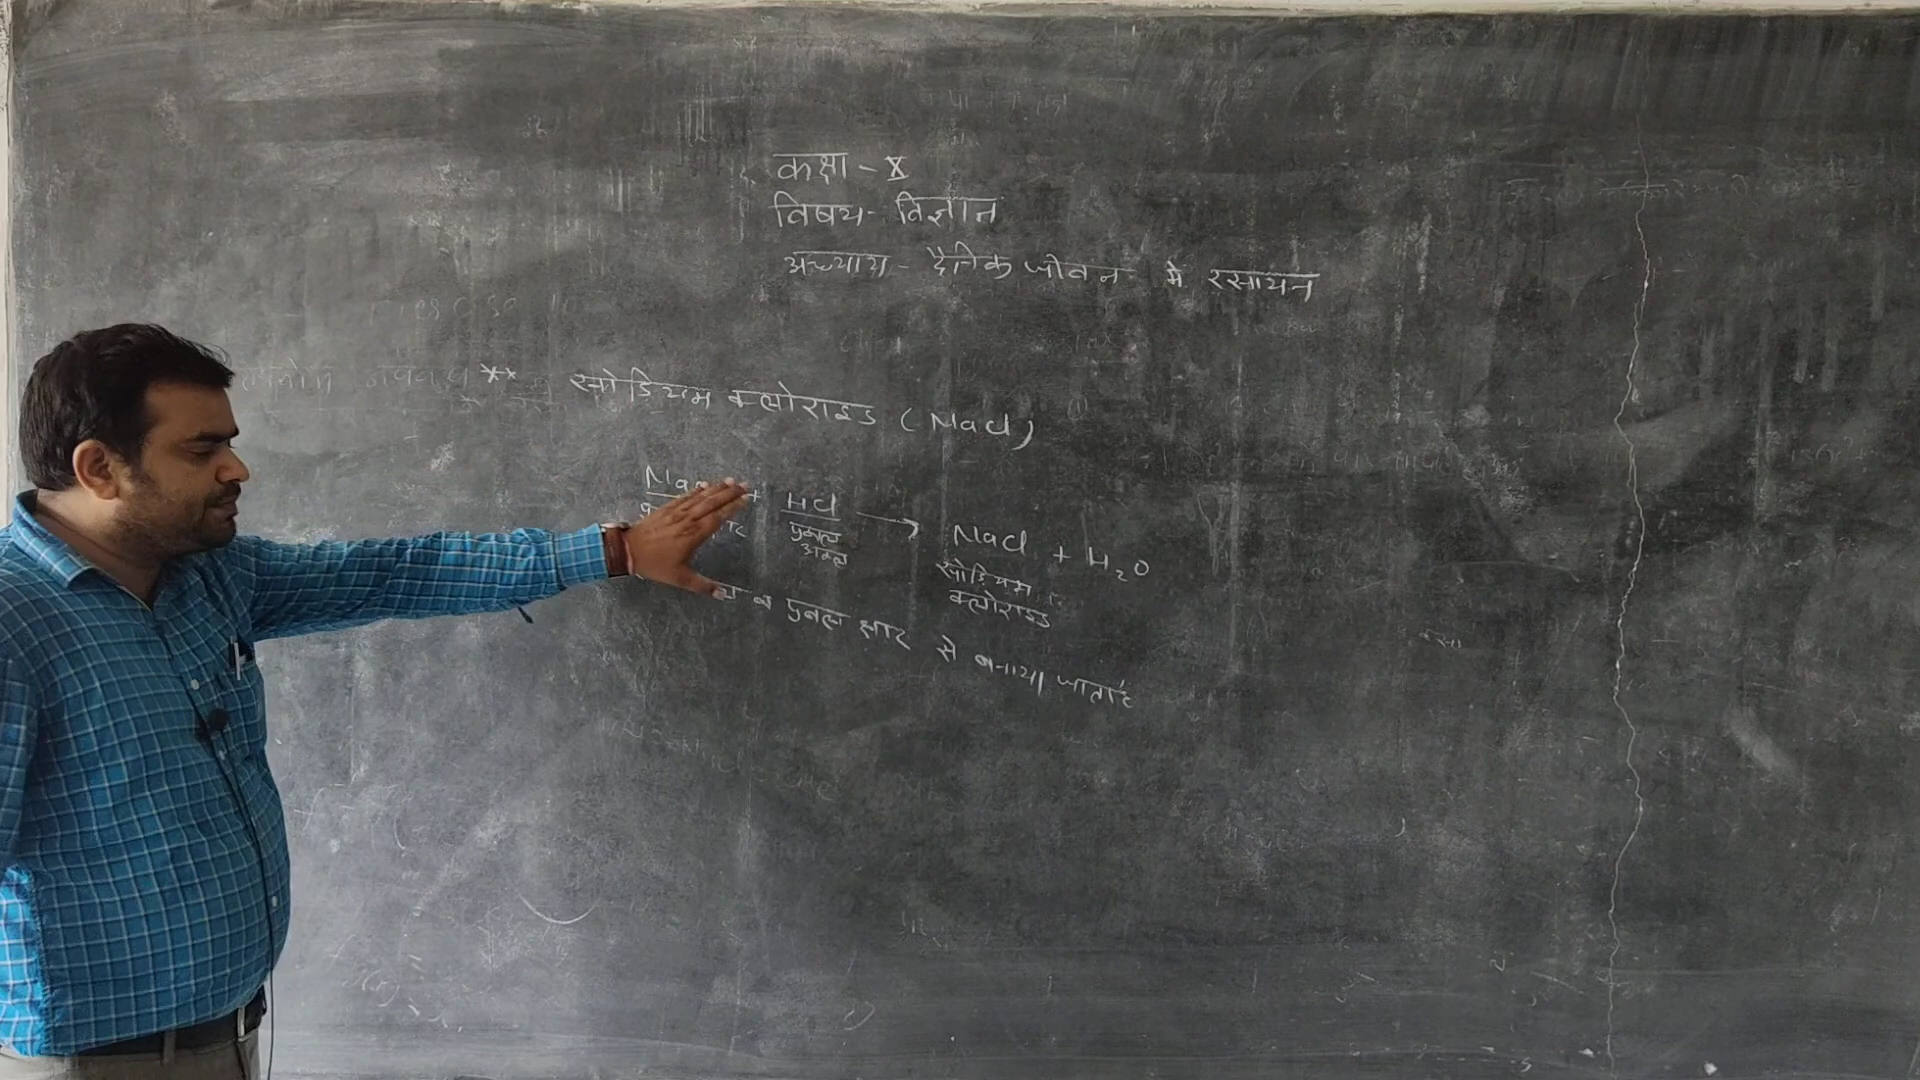 कक्षा - X
विषय - विज्ञान
अध्याय - दैनिक जीवन में रसायन
** सोडियम क्लोराइड ( NaCl )
+ HCl → NaCl + H₂O
प्रबल अम्ल
सोडियम क्लोराइड
व प्रबल क्षार से बनाया जाता है